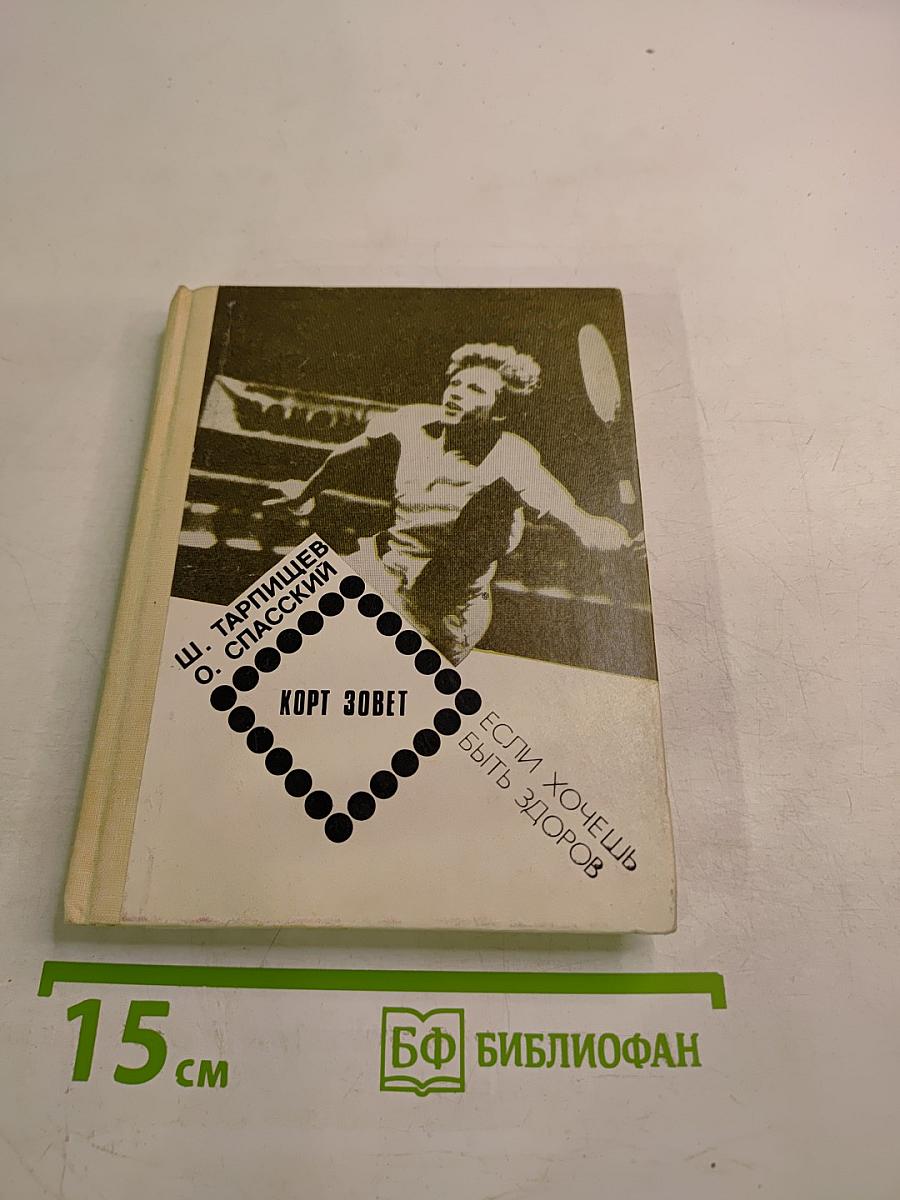 Ш. ТАРПИЩЕВ
О. СПАССКИЙ
КОРТ ЗОВЕТ
ЕСЛИ ХОЧЕШЬ
БЫТЬ ЗДОРОВ
15 см
БФ БИБЛИОФАН